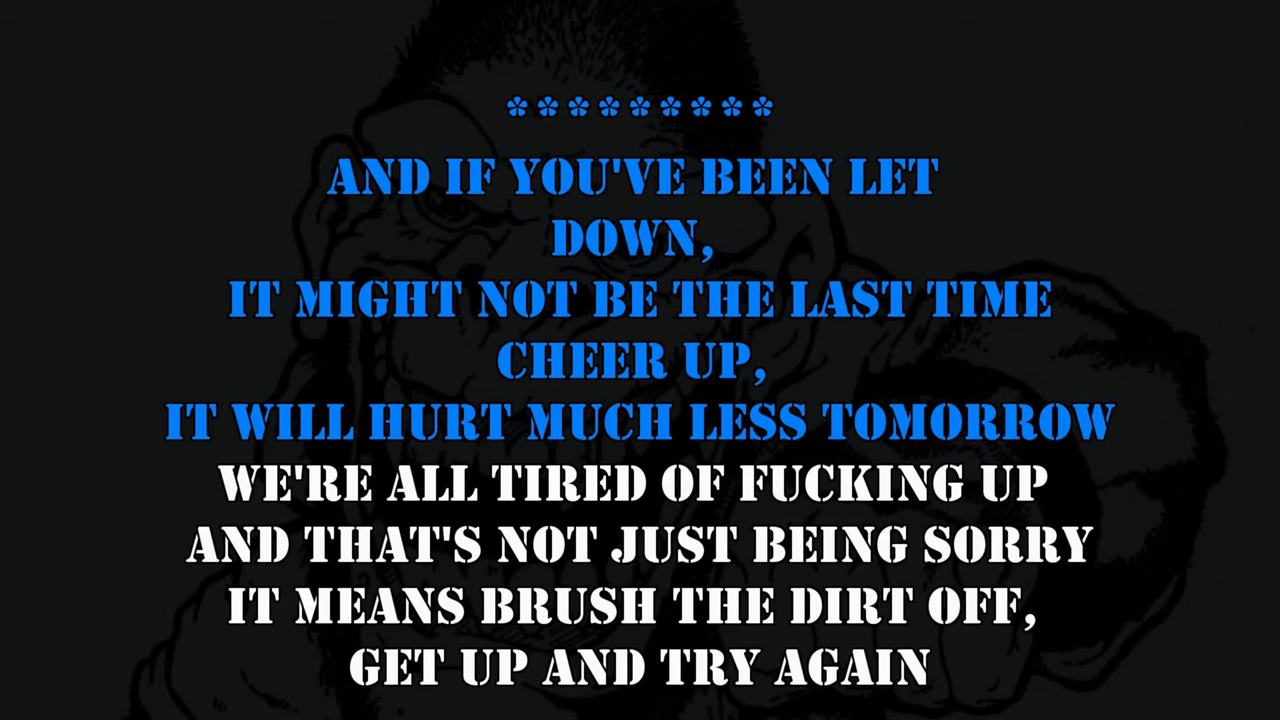 *********
AND IF YOU'VE BEEN LET
DOWN,
IT MIGHT NOT BE THE LAST TIME
CHEER UP,
IT WILL HURT MUCH LESS TOMORROW
WE'RE ALL TIRED OF FUCKING UP
AND THAT'S NOT JUST BEING SORRY
IT MEANS BRUSH THE DIRT OFF,
GET UP AND TRY AGAIN